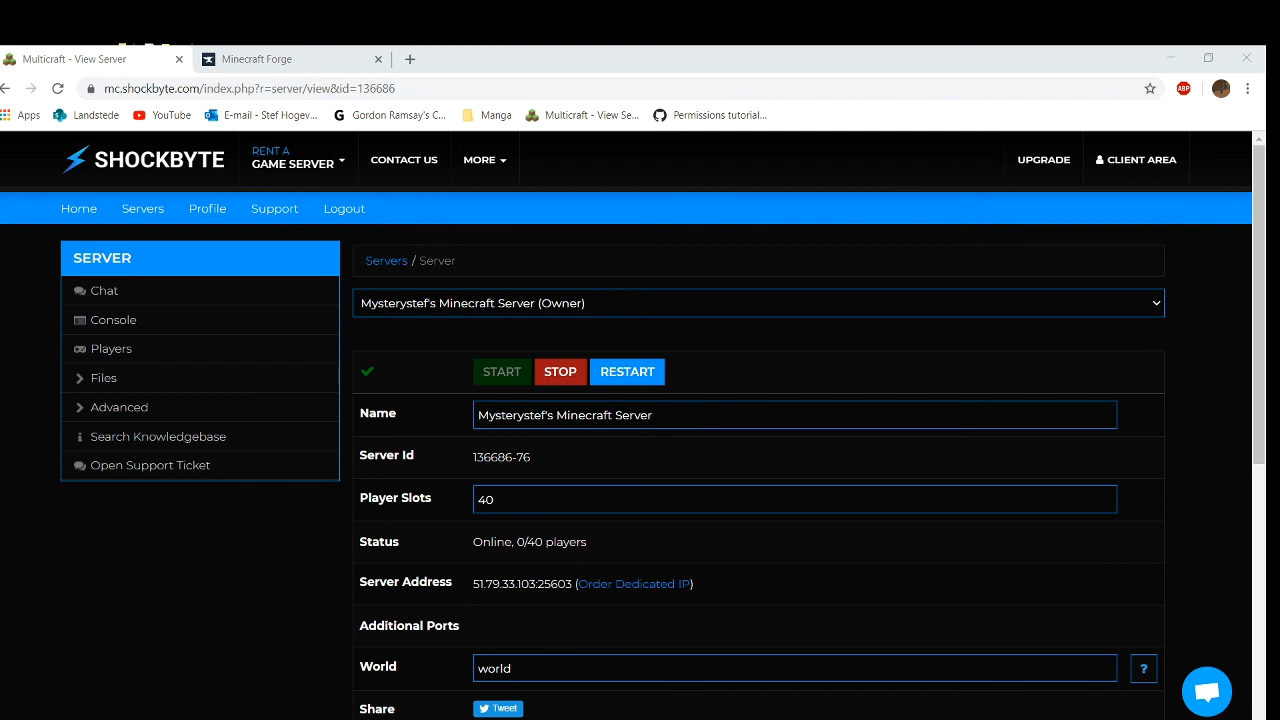 Multicraft - View Server
Minecraft Forge
mc.shockbyte.com/index.php?r=server/view&id=136686
ABP
Apps Landstede YouTube E-mail - Stef Hogev... Gordon Ramsay's C... Manga Multicraft - View Se... Permissions tutorial...
SHOCKBYTE
RENT A
GAME SERVER
CONTACT US
MORE
UPGRADE
CLIENT AREA
Home Servers Profile Support Logout
SERVER
Chat
Console
Players
Files
Advanced
Search Knowledgebase
Open Support Ticket
Servers / Server
Mysterystef's Minecraft Server (Owner)
START STOP RESTART
Name Mysterystef's Minecraft Server
Server Id 136686-76
Player Slots 40
Status Online, 0/40 players
Server Address 51.79.33.103:25603 (Order Dedicated IP)
Additional Ports
World world ?
Share Tweet